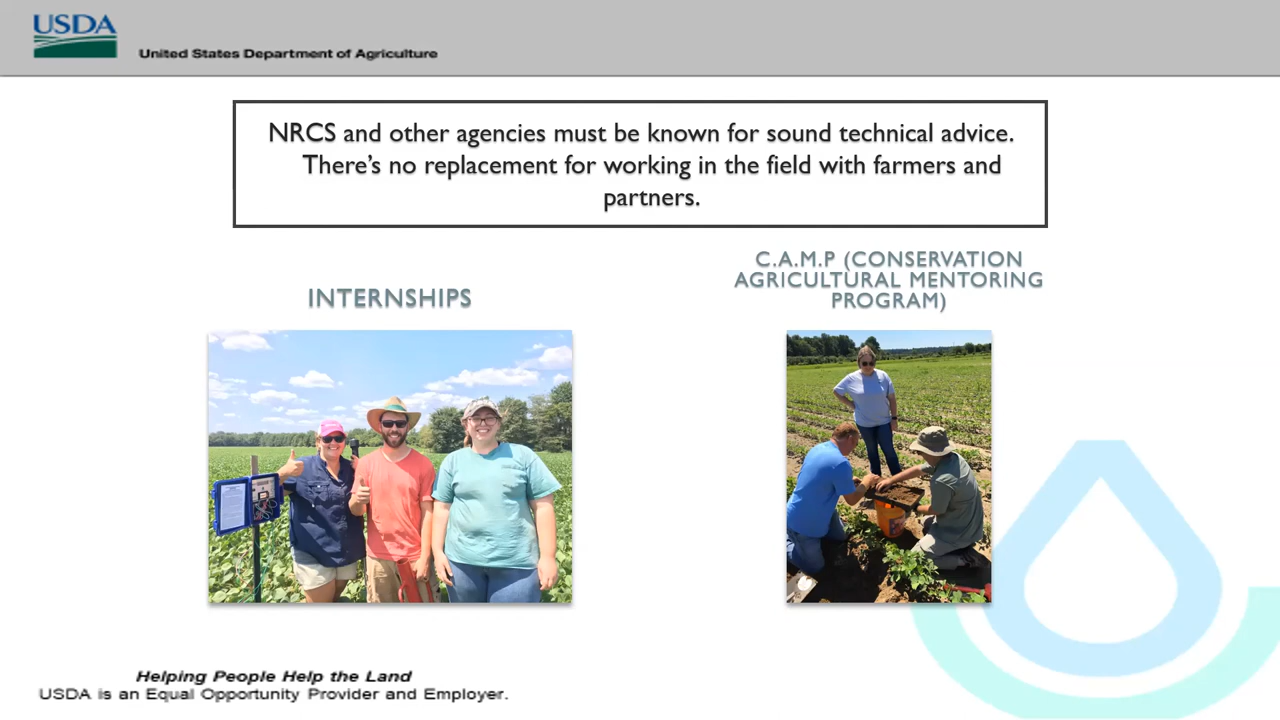 USDA
United States Department of Agriculture
NRCS and other agencies must be known for sound technical advice.
There's no replacement for working in the field with farmers and
partners.
INTERNSHIPS
C.A.M.P (CONSERVATION
AGRICULTURAL MENTORING
PROGRAM)
Helping People Help the Land
USDA is an Equal Opportunity Provider and Employer.